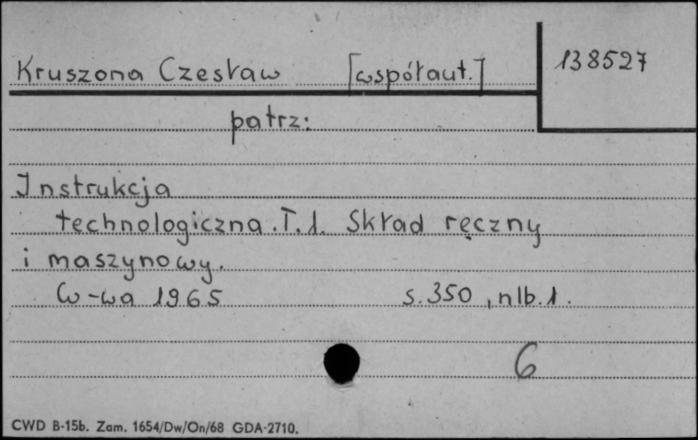 Kruszona Czesław [współaut.] 138527
patrz:
Instrukcja
technologiczna. T. 1. Skład ręczny
i maszynowy.
W-wa 1965 s. 350, nlb. 1.
6
CWD B-15b. Zam. 1654/Dw/On/68 GDA-2710.